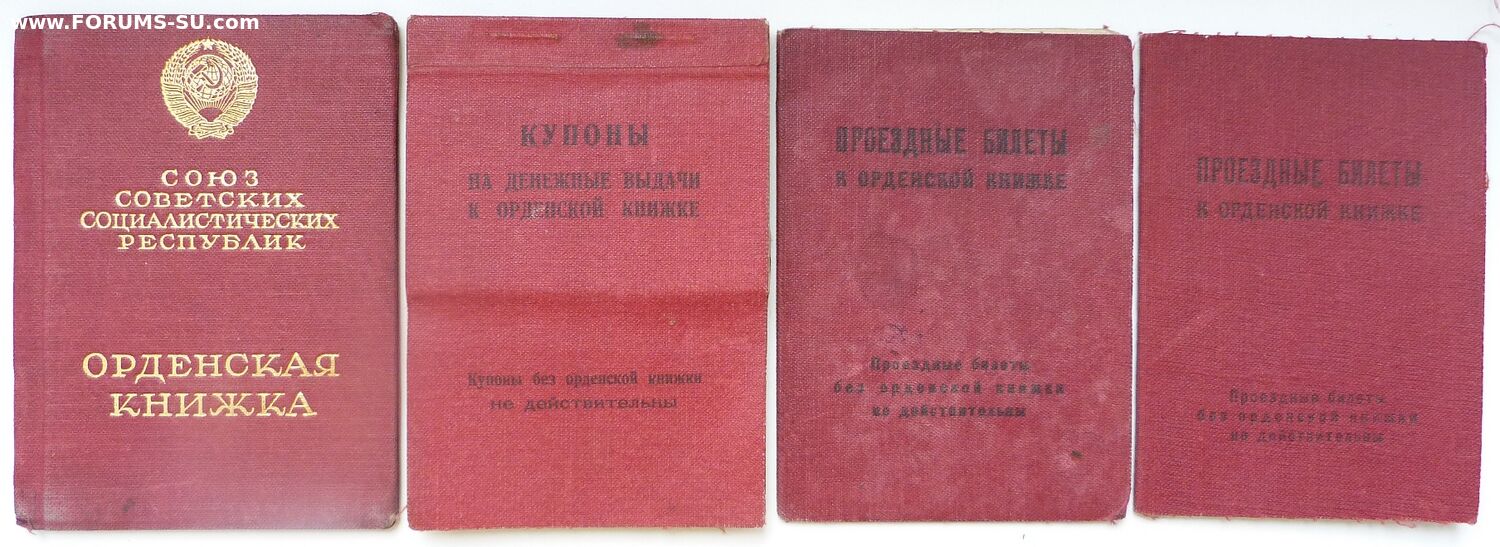 www.FORUMS-SU.com
СОЮЗ
СОВЕТСКИХ
СОЦИАЛИСТИЧЕСКИХ
РЕСПУБЛИК
ОРДЕНСКАЯ
КНИЖКА
КУПОНЫ
НА ДЕНЕЖНЫЕ ВЫДАЧИ
К ОРДЕНСКОЙ КНИЖКЕ
Купоны без орденской книжки
не действительны
ПРОЕЗДНЫЕ БИЛЕТЫ
К ОРДЕНСКОЙ КНИЖКЕ
Проездные билеты
без орденской книжки
не действительны
ПРОЕЗДНЫЕ БИЛЕТЫ
К ОРДЕНСКОЙ КНИЖКЕ
Проездные билеты
без орденской книжки
не действительны